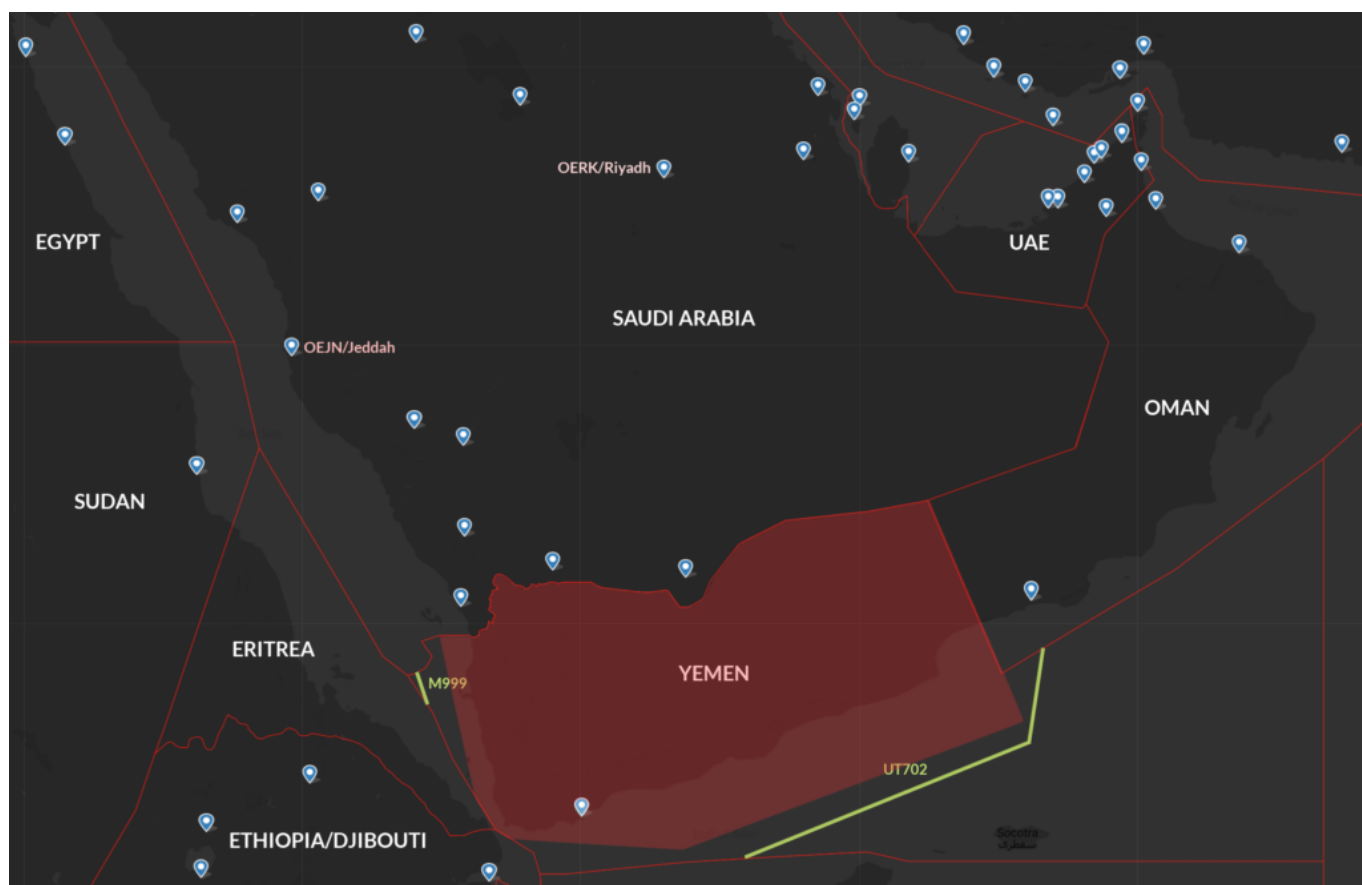 OERK/Riyadh
EGYPT
UAE
SAUDI ARABIA
OEJN/Jeddah
OMAN
SUDAN
ERITREA
YEMEN
M999
UT702
Socotra
سقطرى
ETHIOPIA/DJIBOUTI